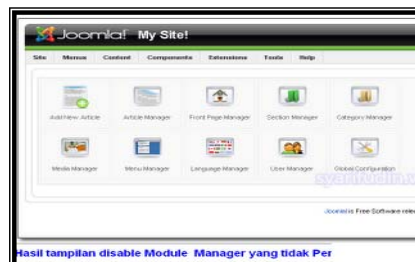 Joomla! My Site!
Site Menus Content Components Extensions Tools Help
Add New Article Article Manager Front Page Manager Section Manager Category Manager
Media Manager Menu Manager Language Manager User Manager Global Configuration
syarifudin.
Joomla! is Free Software rele
Hasil tampilan disable Module Manager yang tidak Per